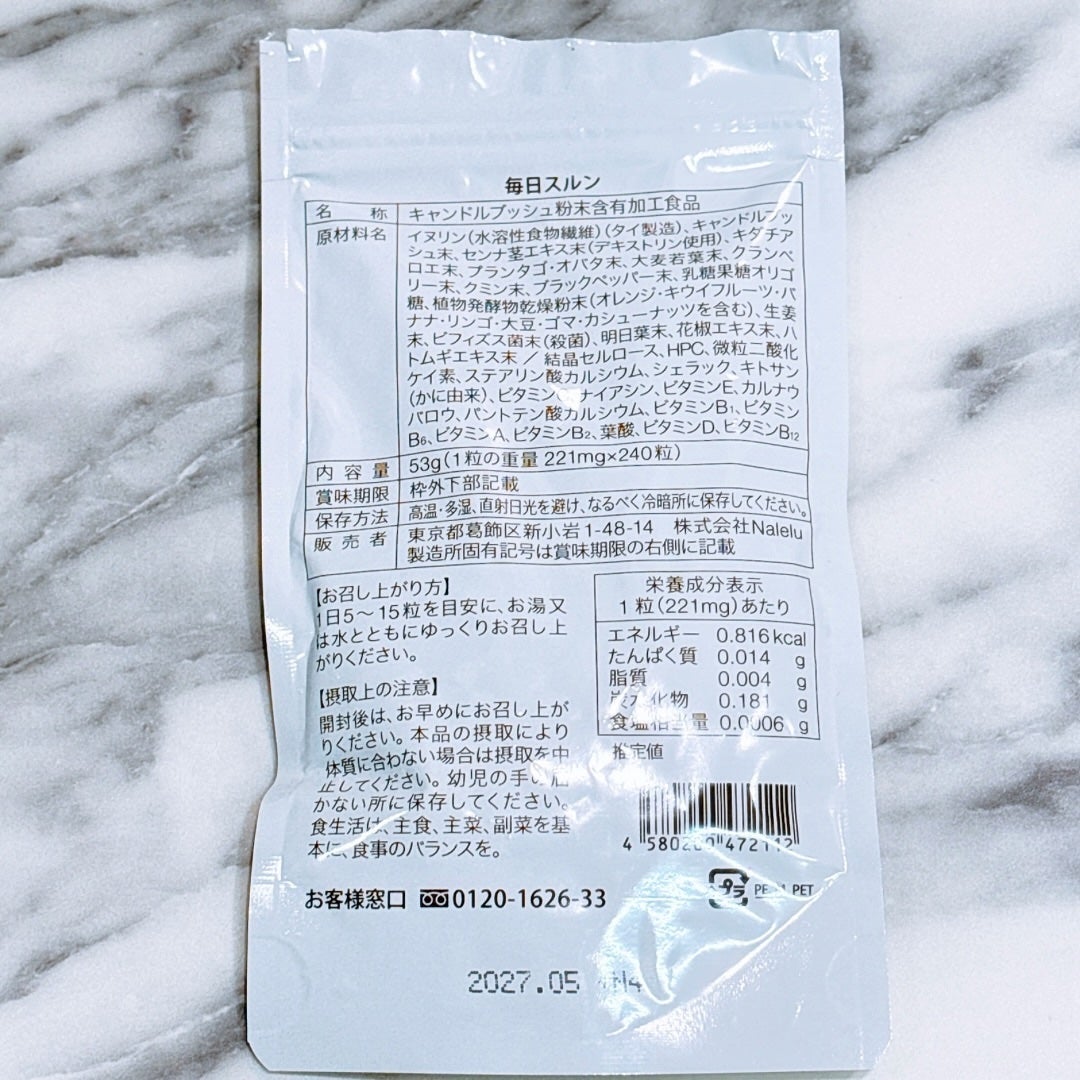 毎日スルン
名称 キャンドルブッシュ粉末含有加工食品
原材料名 イヌリン(水溶性食物繊維)(タイ製造)、キャンドルブッ
シュ末、センナ茎エキス末(デキストリン使用)、キダチア
ロエ末、プランタゴ・オバタ末、大麦若葉末、クランベ
リー末、クミン末、ブラックペッパー末、乳糖果糖オリゴ
糖、植物発酵物乾燥粉末(オレンジ・キウイフルーツ・バ
ナナ・リンゴ・大豆・ゴマ・カシューナッツを含む)、生姜
末、ビフィズス菌末(殺菌)、明日葉末、花椒エキス末、ハ
トムギエキス末／結晶セルロース、HPC、微粒二酸化
ケイ素、ステアリン酸カルシウム、シェラック、キトサン
(かに由来)、ビタミンC、ナイアシン、ビタミンE、カルナウ
バロウ、パントテン酸カルシウム、ビタミンB1、ビタミン
B6、ビタミンA、ビタミンB2、葉酸、ビタミンD、ビタミンB12
内容量 53g(1粒の重量 221mg×240粒)
賞味期限 枠外下部記載
保存方法 高温・多湿、直射日光を避け、なるべく冷暗所に保存してください。
販売者 東京都葛飾区新小岩1-48-14 株式会社Nalelu
製造所固有記号は賞味期限の右側に記載
【お召し上がり方】
1日5～15粒を目安に、お湯又
は水とともにゆっくりお召し上
がりください。
【摂取上の注意】
開封後は、お早めにお召し上が
りください。本品の摂取により
体質に合わない場合は摂取を中
止してください。幼児の手の届
かない所に保存してください。
食生活は、主食、主菜、副菜を基
本に、食事のバランスを。
栄養成分表示
1粒(221mg)あたり
エネルギー 0.816kcal
たんぱく質 0.014 g
脂質 0.004 g
炭水化物 0.181 g
食塩相当量 0.0006 g
推定値
4 580200 472112
プラ PE PET
お客様窓口 0120-1626-33
2027.05